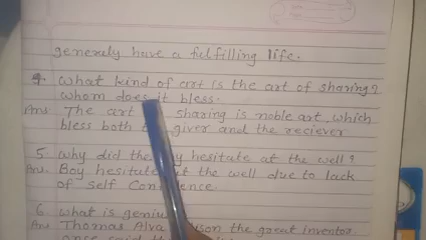 generally have a fulfilling life.
4. What kind of art is the art of sharing?
whom does it bless.
Ans The art sharing is noble art, which
bless both giver and the reciever
5. why did the hesitate at the well?
Ans. Boy hesitate at the well due to lack
of self
6. what is
Ans Thomas Alva the great inventor.
once said